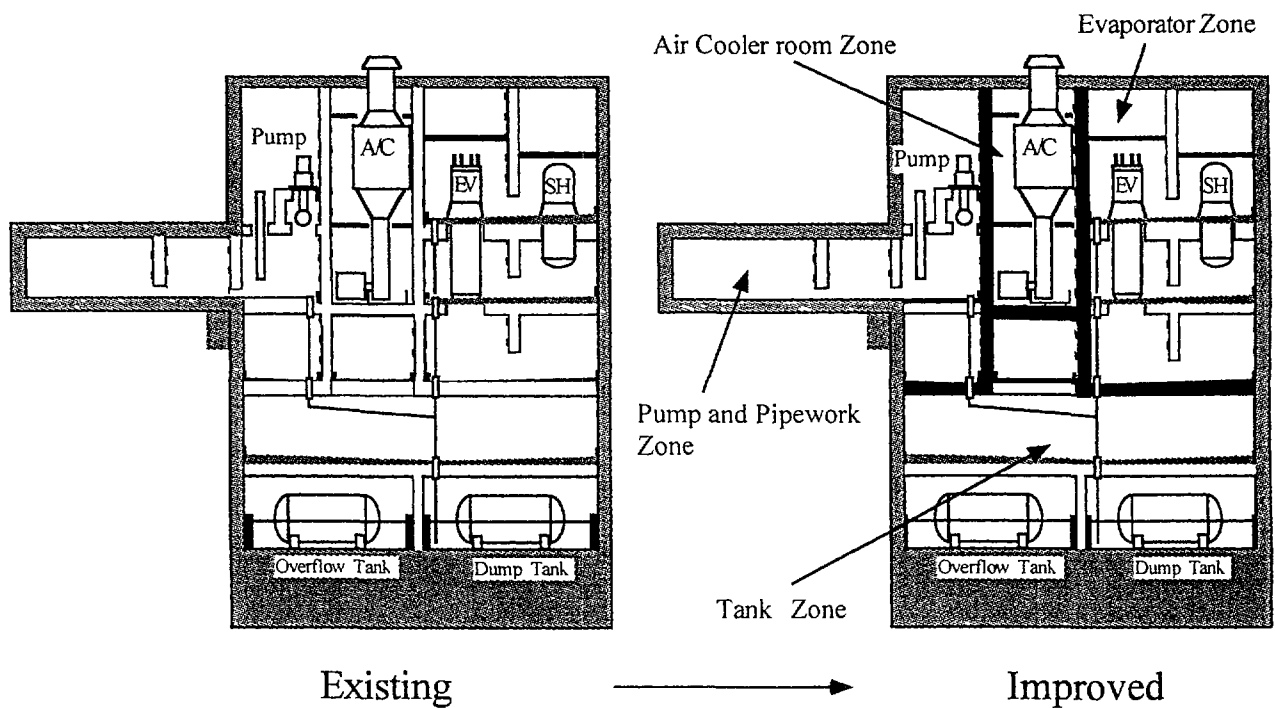 Evaporator Zone
Air Cooler room Zone
Pump
A/C
EV
SH
Pump
A/C
EV
SH
Pump and Pipework
Zone
Overflow Tank
Dump Tank
Overflow Tank
Dump Tank
Tank Zone
Existing
Improved